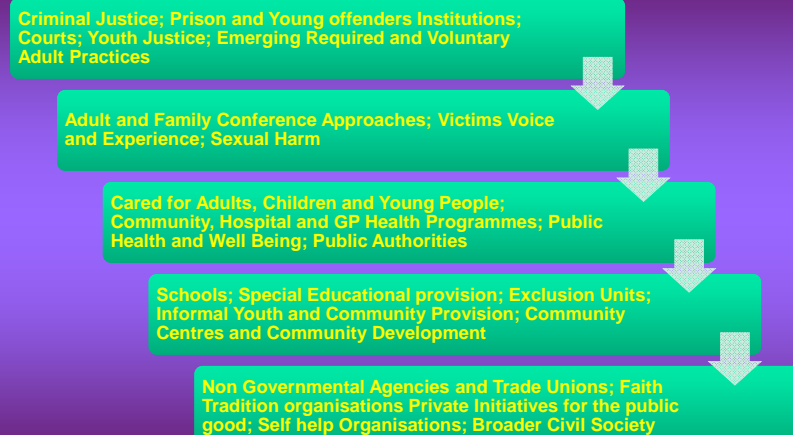 Criminal Justice; Prison and Young offenders Institutions;
Courts; Youth Justice; Emerging Required and Voluntary
Adult Practices
Adult and Family Conference Approaches; Victims Voice
and Experience; Sexual Harm
Cared for Adults, Children and Young People;
Community, Hospital and GP Health Programmes; Public
Health and Well Being; Public Authorities
Schools; Special Educational provision; Exclusion Units;
Informal Youth and Community Provision; Community
Centres and Community Development
Non Governmental Agencies and Trade Unions; Faith
Tradition organisations Private Initiatives for the public
good; Self help Organisations; Broader Civil Society